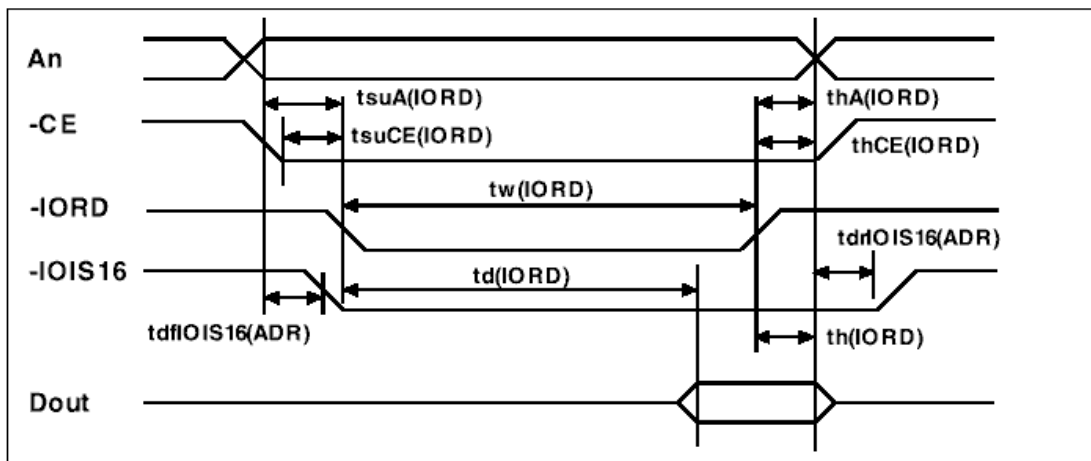 An
tsuA(IORD)
thA(IORD)
-CE
tsuCE(IORD)
thCE(IORD)
tw(IORD)
-IORD
tdrIOIS16(ADR)
-IOIS16
td(IORD)
tdfIOIS16(ADR)
th(IORD)
Dout